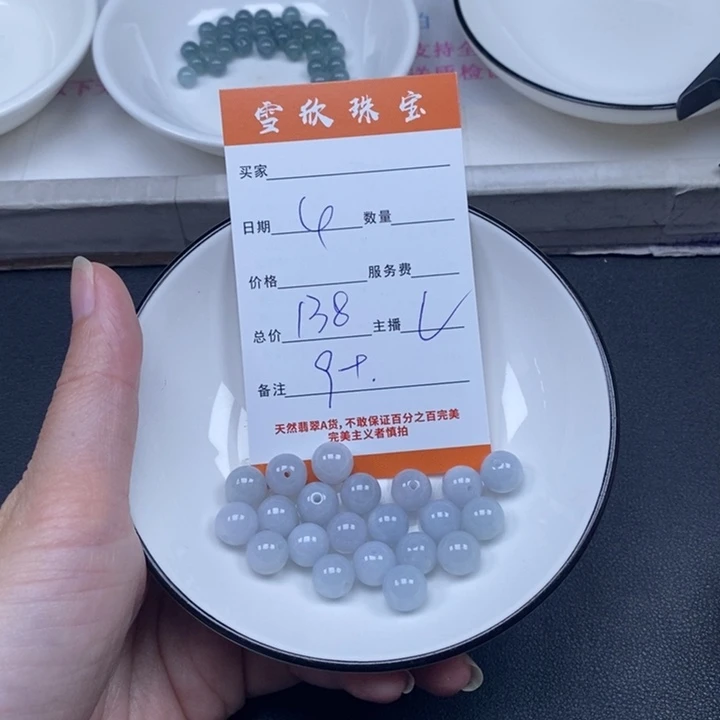 雪欣珠宝
买家
日期 4 数量
价格 服务费
总价 138 主播
备注 9+.
天然翡翠A货,不敢保证百分之百完美
完美主义者慎拍